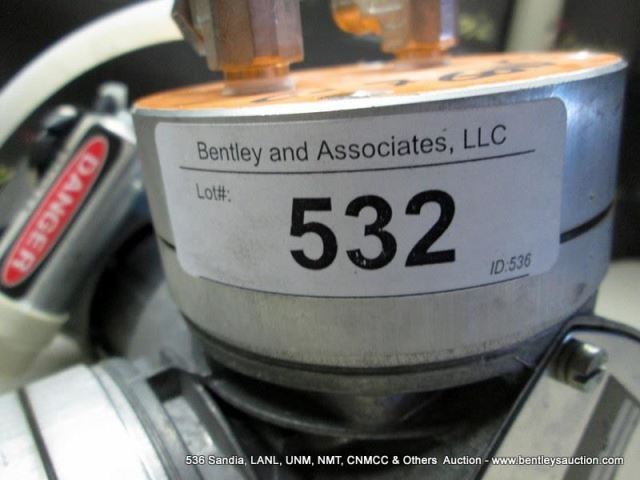 Bentley and Associates, LLC
Lot#:
532
ID:536
DANGER
536 Sandia, LANL, UNM, NMT, CNMCC & Others Auction - www.bentleysauction.com